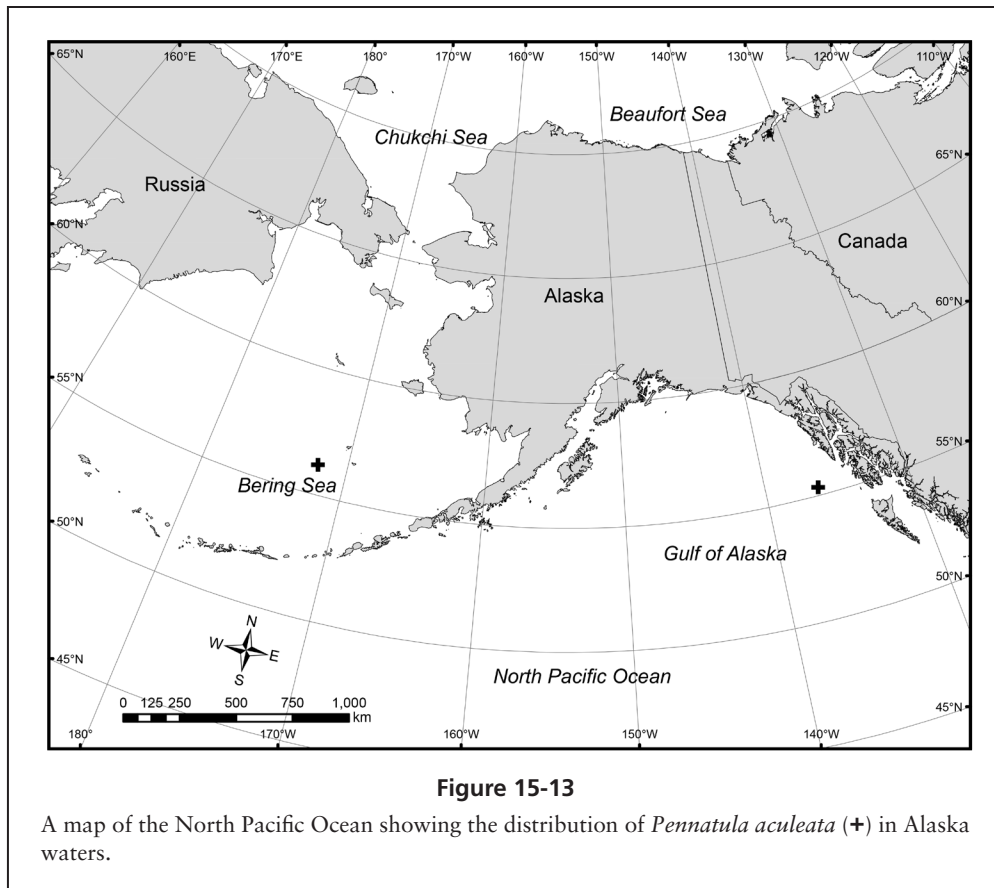 65°N 160°E 170°E 180° 170°W 160°W 150°W 140°W 130°W 120°W 110°W
Beaufort Sea
Chukchi Sea
65°N
Russia
60°N
Canada
Alaska
60°N
55°N
55°N
Bering Sea
50°N
Gulf of Alaska
50°N
N
W E
S
45°N
North Pacific Ocean
0 125 250 500 750 1,000
km
45°N
180° 170°W 160°W 150°W 140°W
Figure 15-13
A map of the North Pacific Ocean showing the distribution of Pennatula aculeata (+) in Alaska
waters.